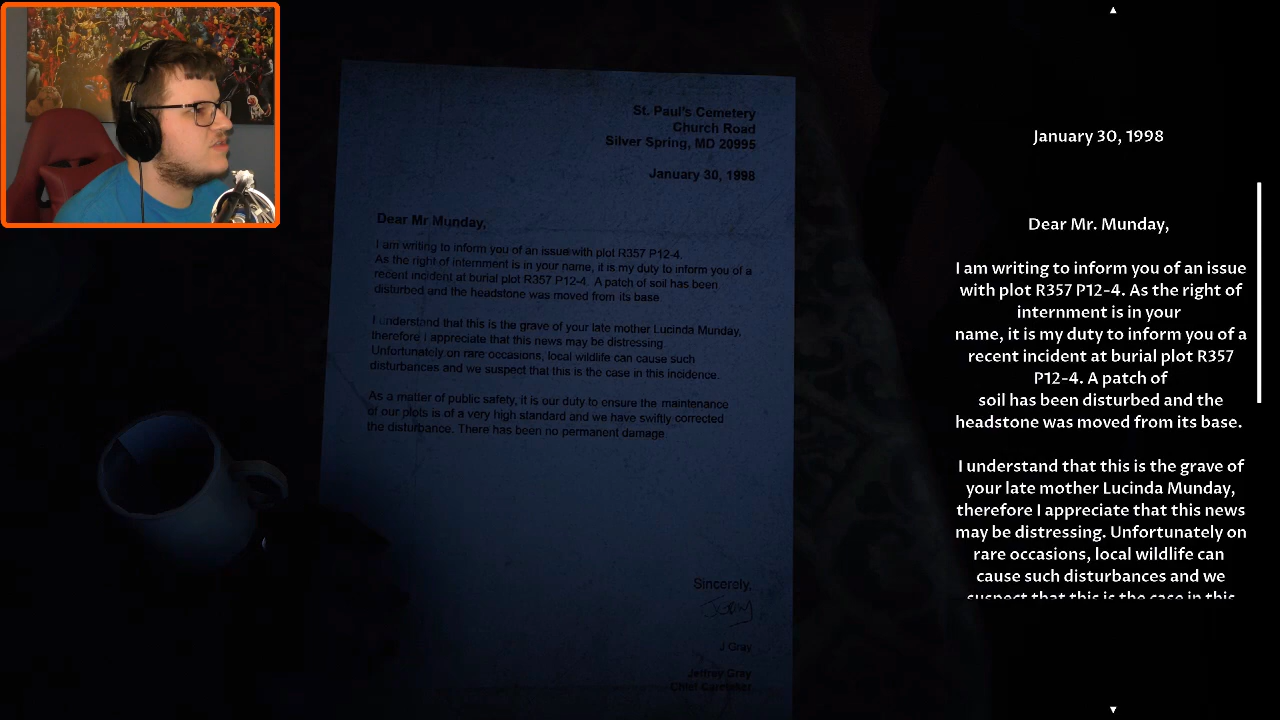 St. Paul's Cemetery
Church Road
Silver Spring, MD 20995
January 30, 1998
Dear Mr Munday,
I am writing to inform you of an issue with plot R357 P12-4.
As the right of internment is in your name, it is my duty to inform you of a
recent incident at burial plot R357 P12-4. A patch of soil has been
disturbed and the headstone was moved from its base
I understand that this is the grave of your late mother Lucinda Munday,
therefore I appreciate that this news may be distressing
Unfortunately on rare occasions, local wildlife can cause such
disturbances and we suspect that this is the case in this incidence.
As a matter of public safety, it is our duty to ensure the maintenance
of our plots is of a very high standard and we have swiftly corrected
the disturbance. There has been no permanent damage
Sincerely,
J Gray
Jeffrey Gray
Chief
January 30, 1998
Dear Mr. Munday,
I am writing to inform you of an issue
with plot R357 P12-4. As the right of
internment is in your
name, it is my duty to inform you of a
recent incident at burial plot R357
P12-4. A patch of
soil has been disturbed and the
headstone was moved from its base.
I understand that this is the grave of
your late mother Lucinda Munday,
therefore I appreciate that this news
may be distressing. Unfortunately on
rare occasions, local wildlife can
cause such disturbances and we
suspect that this is the case in this